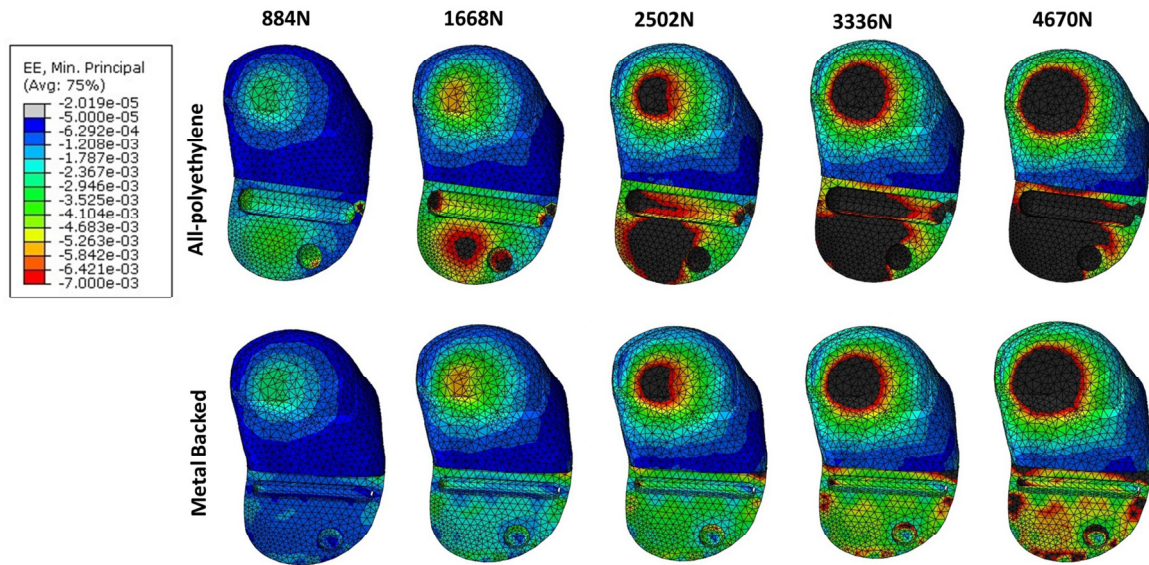 884N
1668N
2502N
3336N
4670N
EE, Min. Principal
(Avg: 75%)
-2.019e-05
-5.000e-05
-6.292e-04
-1.208e-03
-1.787e-03
-2.367e-03
-2.946e-03
-3.525e-03
-4.104e-03
-4.683e-03
-5.263e-03
-5.842e-03
-6.421e-03
-7.000e-03
All-polyethylene
Metal Backed